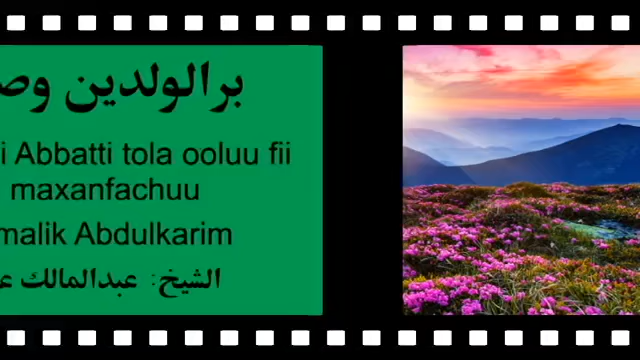 برالولدين وص
i Abbatti tola ooluu fii
maxanfachuu
malik Abdulkarim
الشيخ: عبدالمالك ع